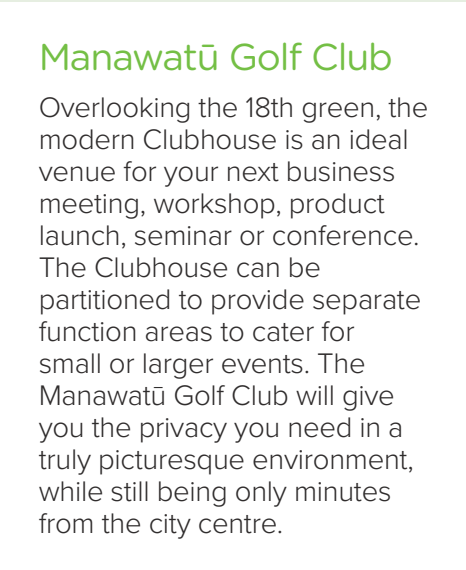 Manawatū Golf Club
Overlooking the 18th green, the
modern Clubhouse is an ideal
venue for your next business
meeting, workshop, product
launch, seminar or conference.
The Clubhouse can be
partitioned to provide separate
function areas to cater for
small or larger events. The
Manawatū Golf Club will give
you the privacy you need in a
truly picturesque environment,
while still being only minutes
from the city centre.